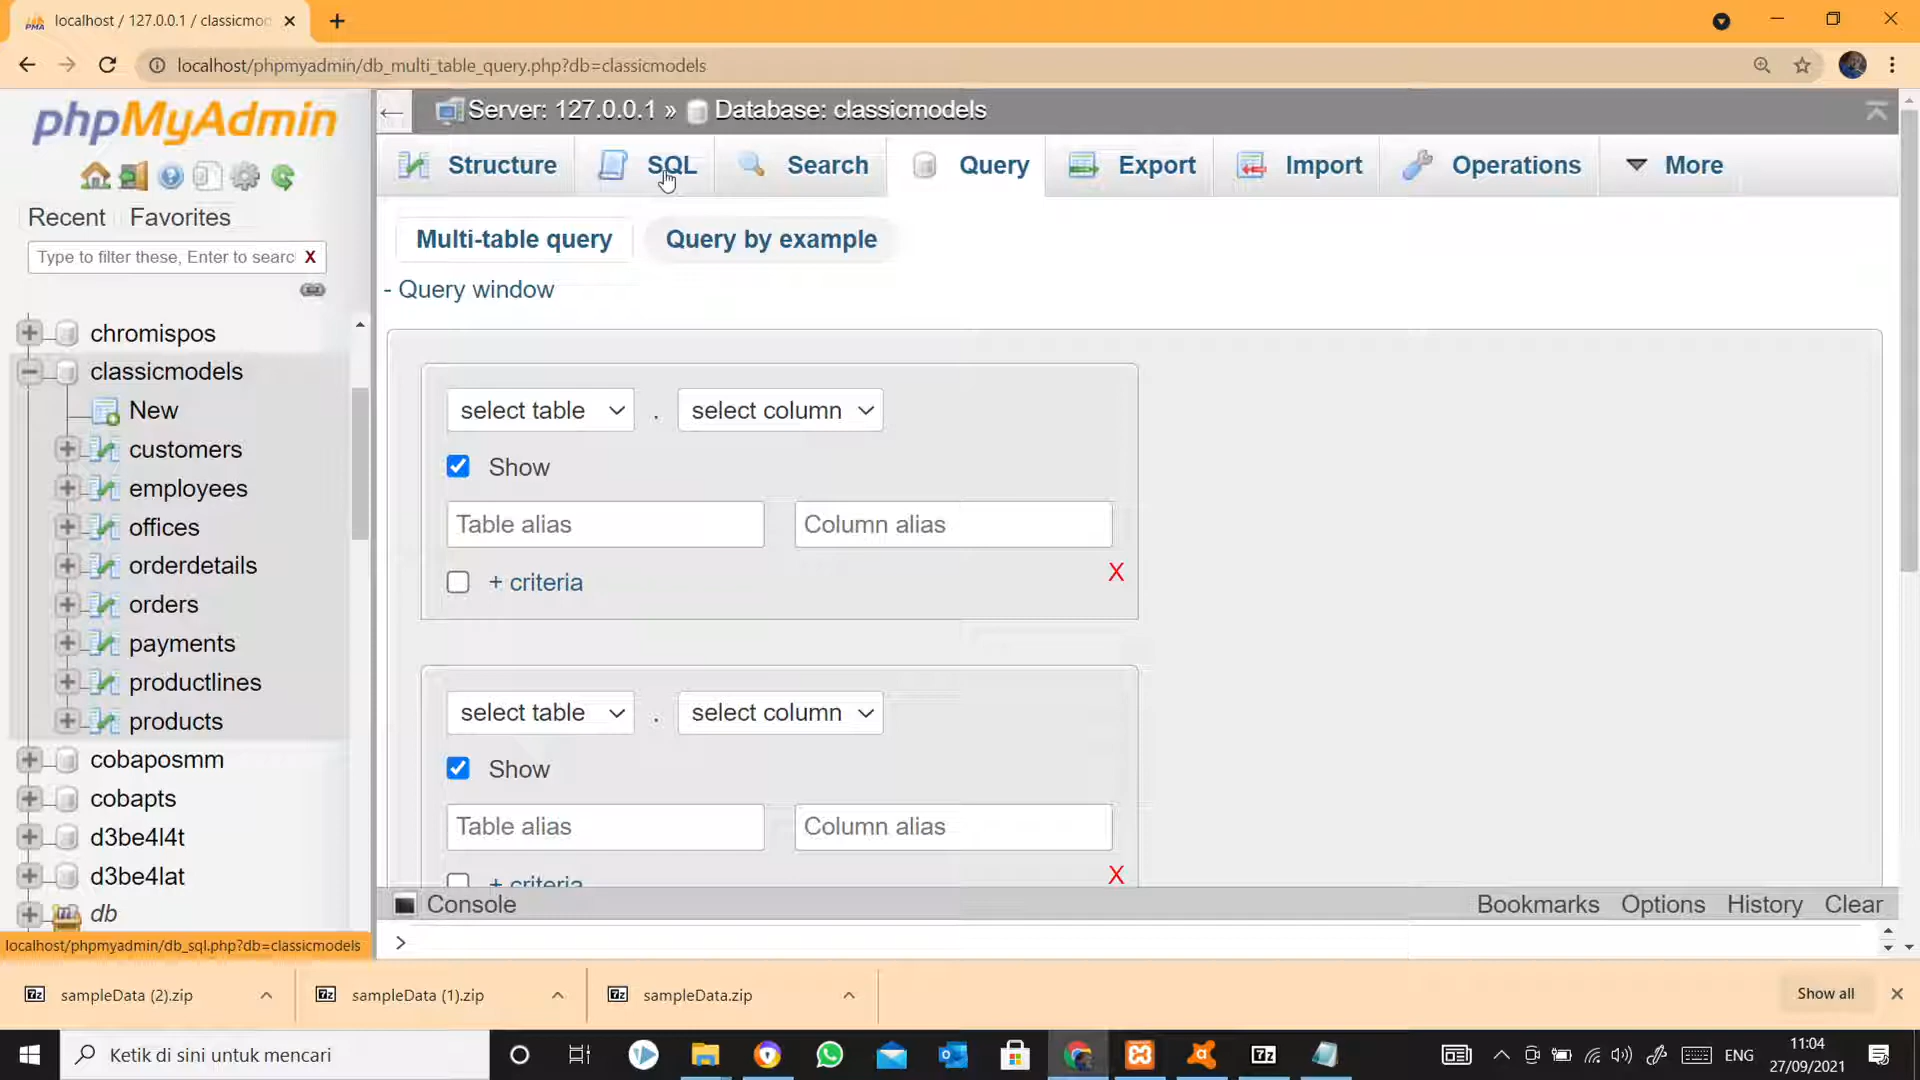 localhost / 127.0.0.1 / classicmo
localhost/phpmyadmin/db_multi_table_query.php?db=classicmodels
phpMyAdmin
Recent Favorites
Type to filter these, Enter to searc X
chromispos
classicmodels
New
customers
employees
offices
orderdetails
orders
payments
productlines
products
cobaposmm
cobapts
d3be4l4t
d3be4lat
db
localhost/phpmyadmin/db_sql.php?db=classicmodels
Server: 127.0.0.1 » Database: classicmodels
Structure SQL Search Query Export Import Operations More
Multi-table query Query by example
- Query window
select table . select column
Show
Table alias Column alias
+ criteria X
select table . select column
Show
Table alias Column alias
+ criteria X
Console Bookmarks Options History Clear
>
sampleData (2).zip sampleData (1).zip sampleData.zip Show all
Ketik di sini untuk mencari
ENG
11:04
27/09/2021